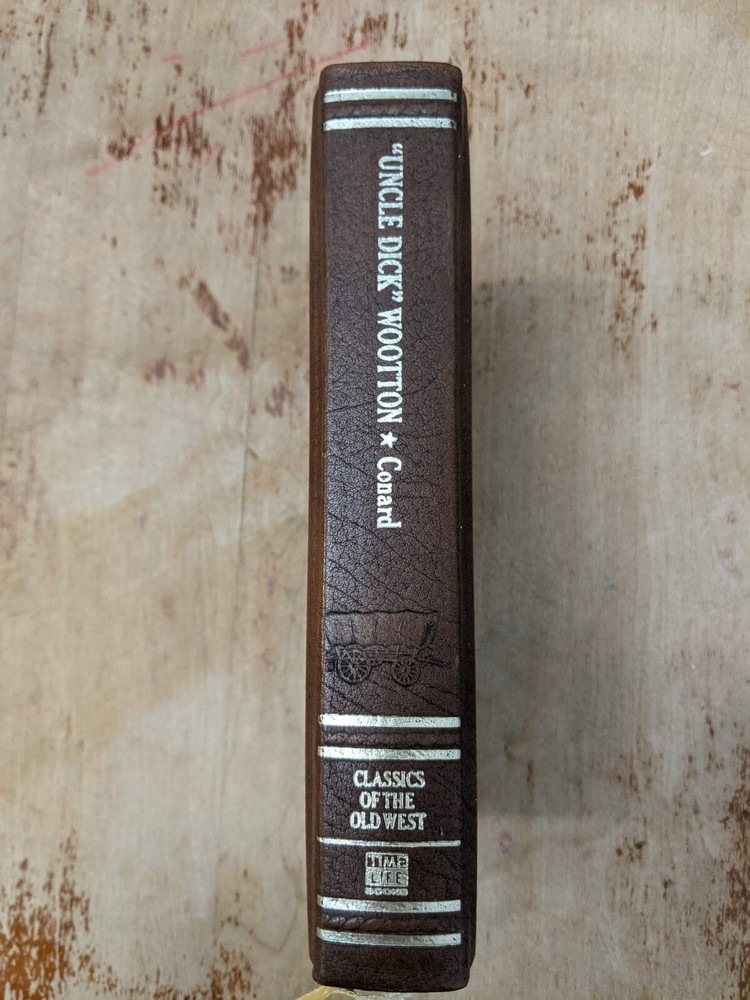 “UNCLE DICK” WOOTTON ★ Conard
CLASSICS
OF THE
OLD WEST
TIME
LIFE
BOOKS